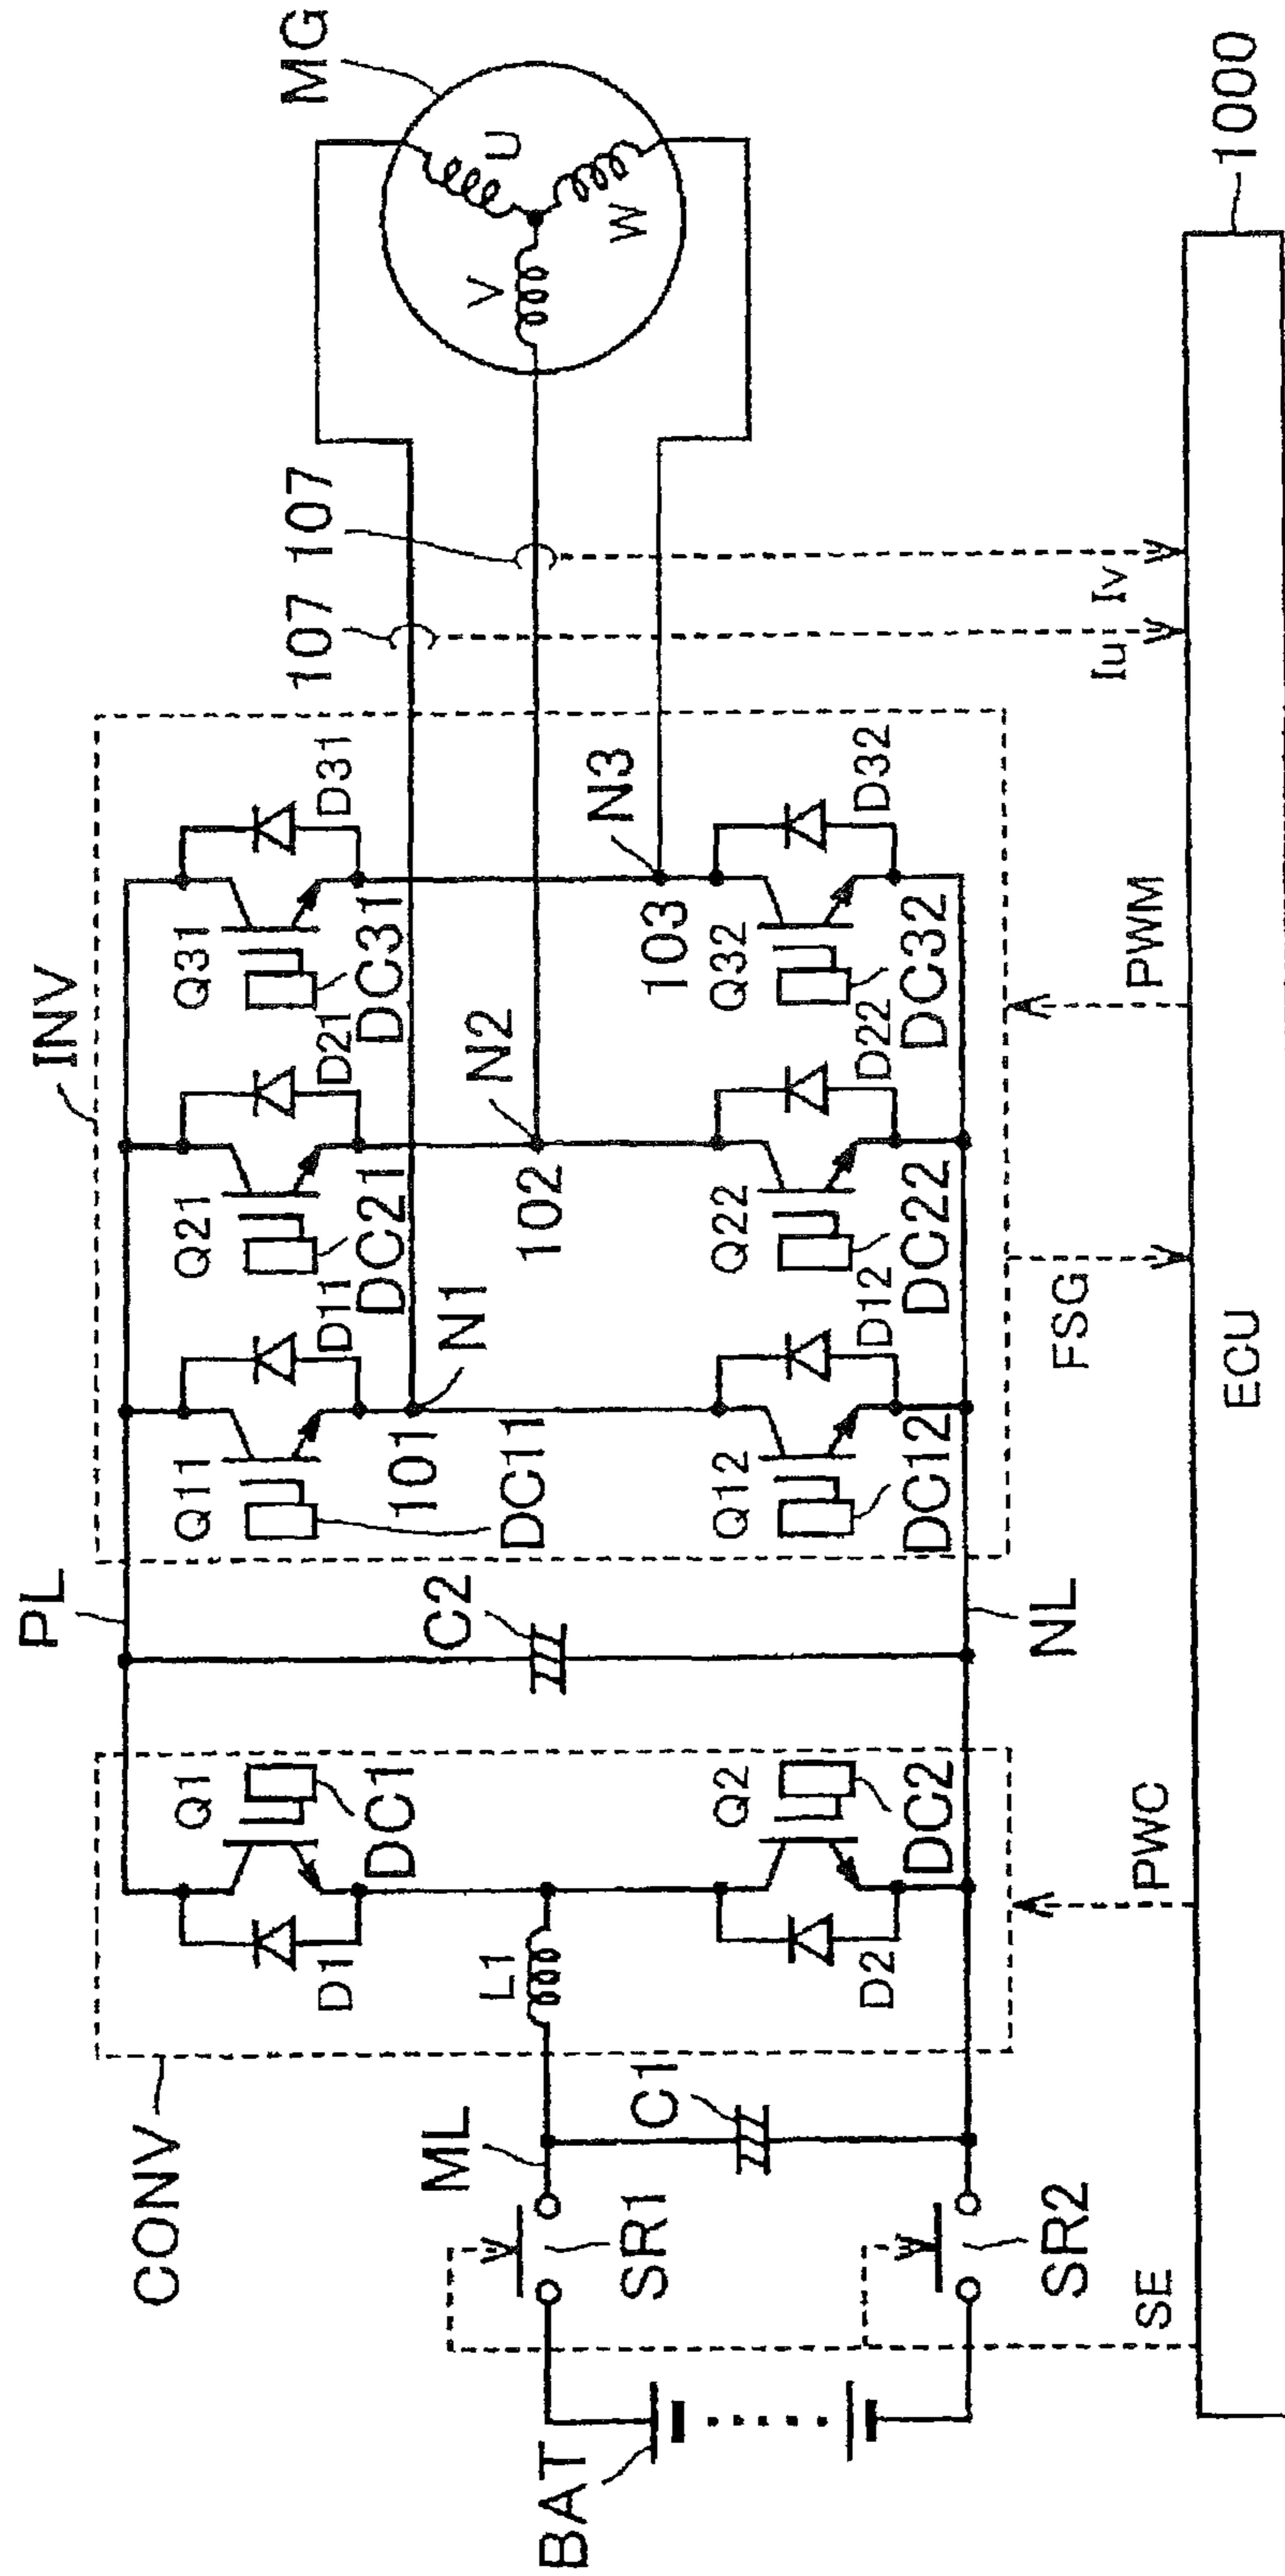 INV
MG
PL
CONV
Q1
D1
DC1
Q11
D11
DC11
Q21
D21
DC21
Q31
D31
DC31
107
107
U
V
W
ML
L1
C2
101
N1
102
N2
103
N3
BAT
SR1
C1
SR2
Q2
D2
DC2
Q12
D12
DC12
Q22
D22
DC22
Q32
D32
DC32
NL
SE
PWC
FSG
PWM
Iu
Iv
ECU
1000